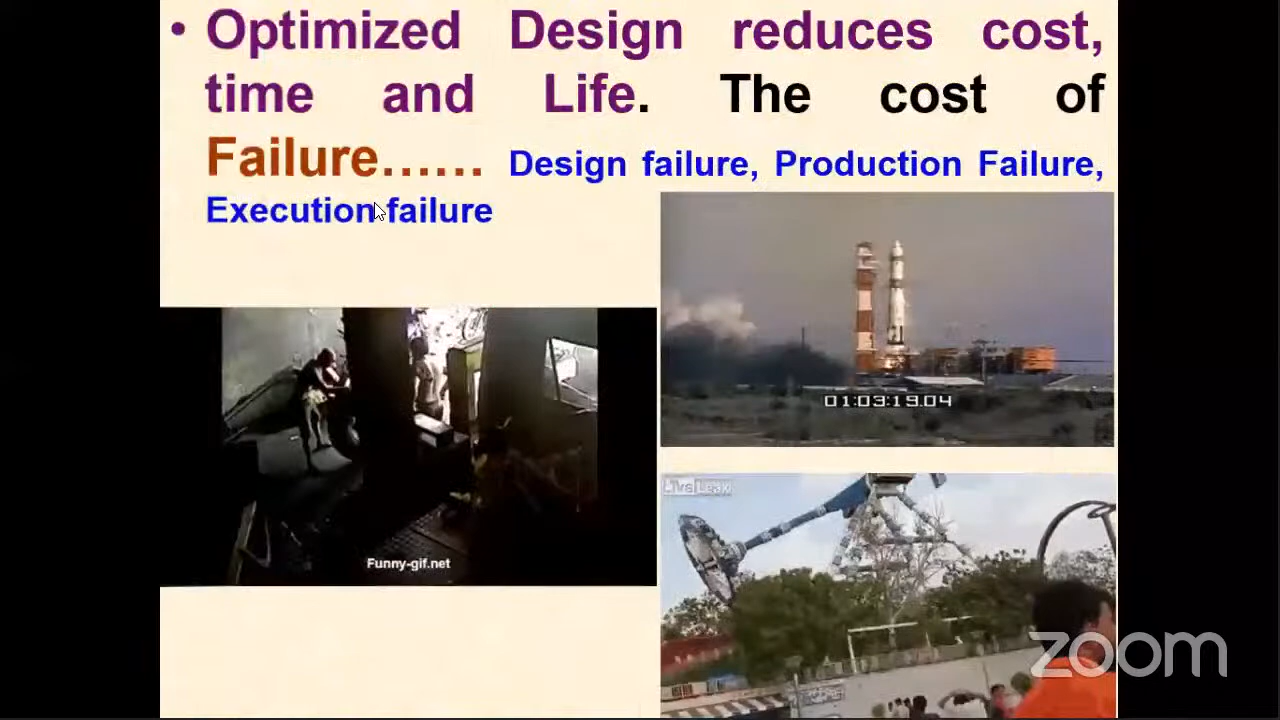 • Optimized Design reduces cost,
time and Life. The cost of
Failure...... Design failure, Production Failure,
Execution failure
01:03:19.04
LiveLeak
Funny-gif.net
zoom